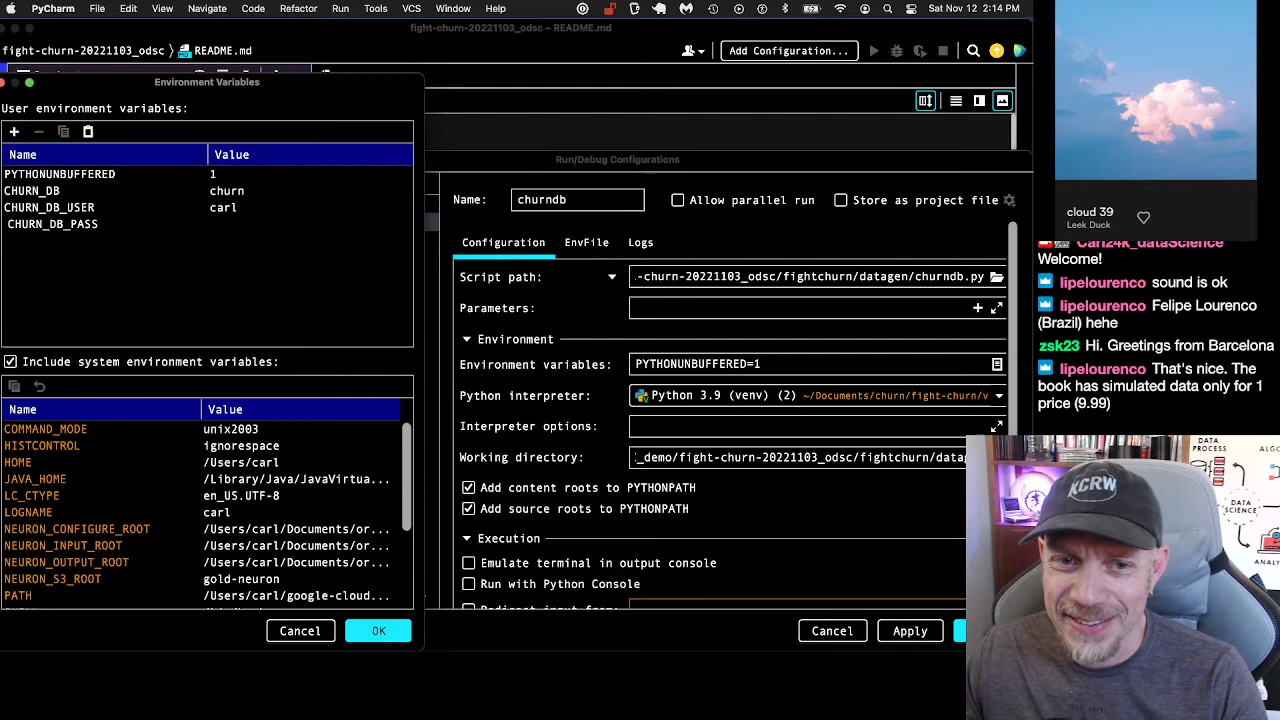 PyCharm File Edit View Navigate Code Refactor Run Tools VCS Window Help Sat Nov 12 2:14 PM
fight-churn-20221103_odsc – README.md
fight-churn-20221103_odsc README.md
Add Configuration...
Environment Variables
User environment variables:
Name Value
PYTHONUNBUFFERED 1
CHURN_DB churn
CHURN_DB_USER carl
CHURN_DB_PASS
Include system environment variables:
Name Value
COMMAND_MODE unix2003
HISTCONTROL ignorespace
HOME /Users/carl
JAVA_HOME /Library/Java/JavaVirtua...
LC_CTYPE en_US.UTF-8
LOGNAME carl
NEURON_CONFIGURE_ROOT /Users/carl/Documents/or...
NEURON_INPUT_ROOT /Users/carl/Documents/or...
NEURON_OUTPUT_ROOT /Users/carl/Documents/or...
NEURON_S3_ROOT gold-neuron
PATH /Users/carl/google-cloud...
Cancel OK
Run/Debug Configurations
Name: churndb Allow parallel run Store as project file
Configuration EnvFile Logs
Script path: .-churn-20221103_odsc/fightchurn/datagen/churndb.py
Parameters:
Environment
Environment variables: PYTHONUNBUFFERED=1
Python interpreter: Python 3.9 (venv) (2) ~/Documents/churn/fight-churn/v
Interpreter options:
Working directory: _demo/fight-churn-20221103_odsc/fightchurn/datag
Add content roots to PYTHONPATH
Add source roots to PYTHONPATH
Execution
Emulate terminal in output console
Run with Python Console
Redirect input from:
Cancel Apply
cloud 39
Leek Duck
Carl24k_dataScience
Welcome!
lipelourenco sound is ok
lipelourenco Felipe Lourenco
(Brazil) hehe
zsk23 Hi. Greetings from Barcelona
lipelourenco That's nice. The
book has simulated data only for 1
price (9.99)
KCRW
DATA
PROCESS
DATA
SCIENCE
ANALY